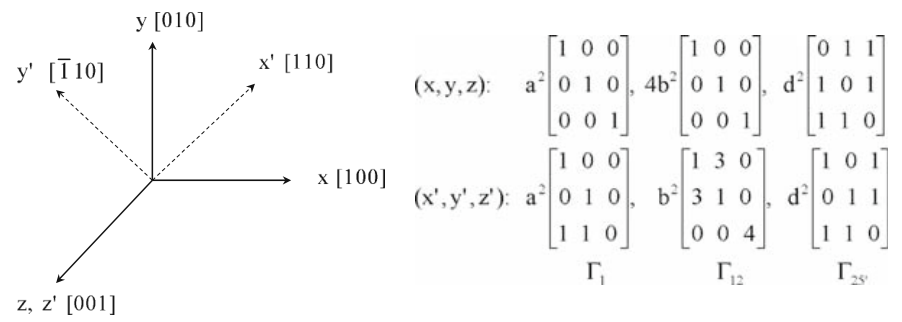 y [010]
y' [1̅10]
x' [110]
x [100]
z, z' [001]
(x,y,z): a² [1 0 0; 0 1 0; 0 0 1], 4b² [1 0 0; 0 1 0; 0 0 1], d² [0 1 1; 1 0 1; 1 1 0]
(x',y',z'): a² [1 0 0; 0 1 0; 1 1 0], b² [1 3 0; 3 1 0; 0 0 4], d² [1 0 1; 0 1 1; 1 1 0]
Γ₁ Γ₁₂ Γ₂₅'